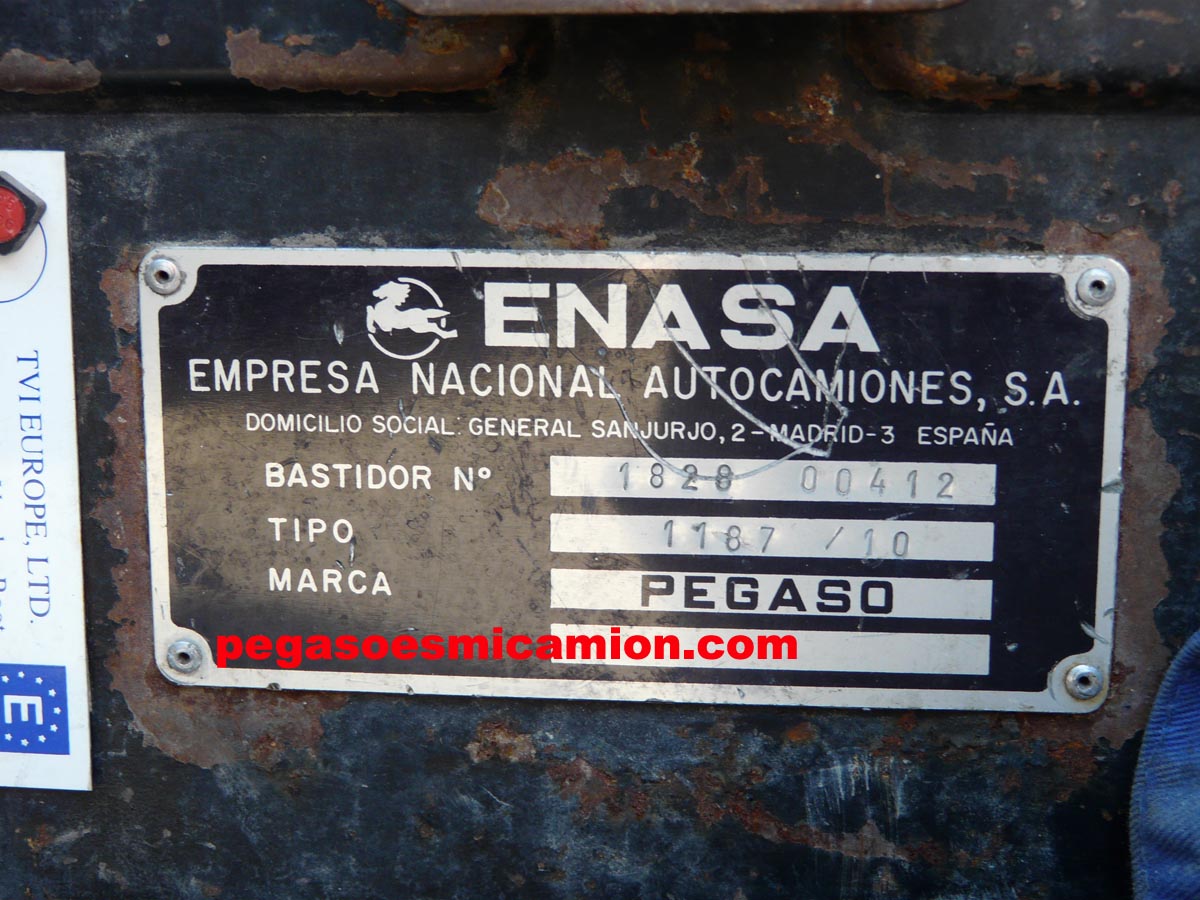 ENASA
EMPRESA NACIONAL AUTOCAMIONES, S.A.
DOMICILIO SOCIAL: GENERAL SANJURJO, 2 – MADRID-3 ESPAÑA
BASTIDOR Nº 1828 00412
TIPO 1187 /10
MARCA PEGASO
pegasoesmicamion.com
TVI EUROPE, LTD.
E